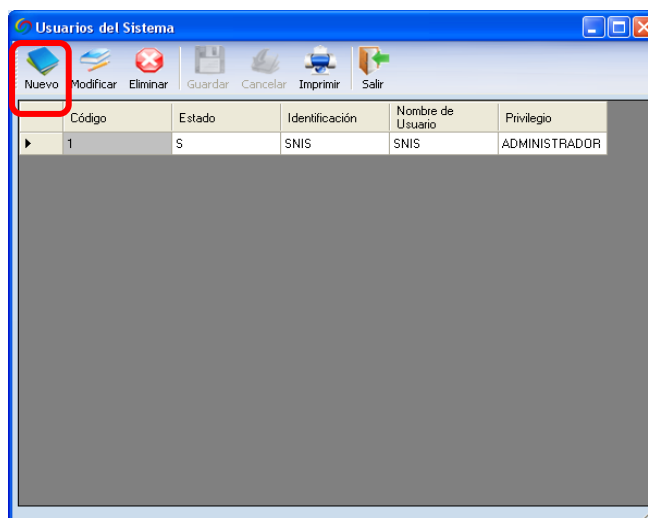 Usuarios del Sistema
Nuevo Modificar Eliminar Guardar Cancelar Imprimir Salir
Código Estado Identificación Nombre de Usuario Privilegio
1 S SNIS SNIS ADMINISTRADOR